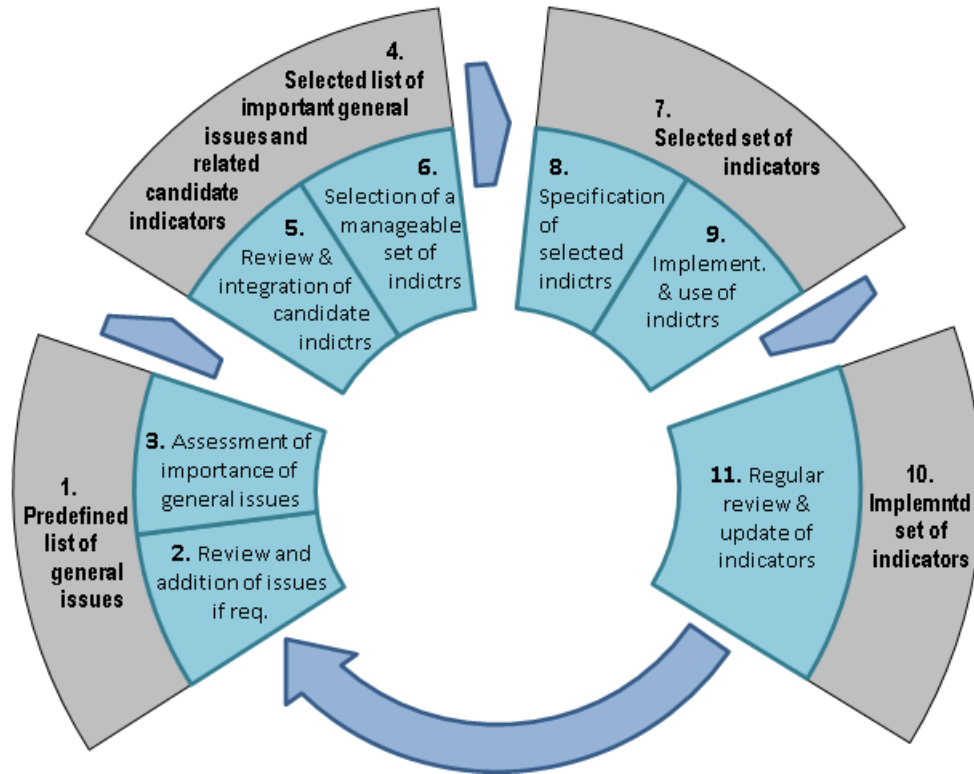 1.
Predefined
list of
general
issues
2. Review and
addition of issues
if req.
3. Assessment of
importance of
general issues
4.
Selected list of
important general
issues and
related
candidate
indicators
5.
Review &
integration of
candidate
indictrs
6.
Selection of a
manageable
set of
indictrs
7.
Selected set of
indicators
8.
Specification
of
selected
indictrs
9.
Implement.
& use of
indictrs
10.
Implemntd
set of
indicators
11. Regular
review &
update of
indicators